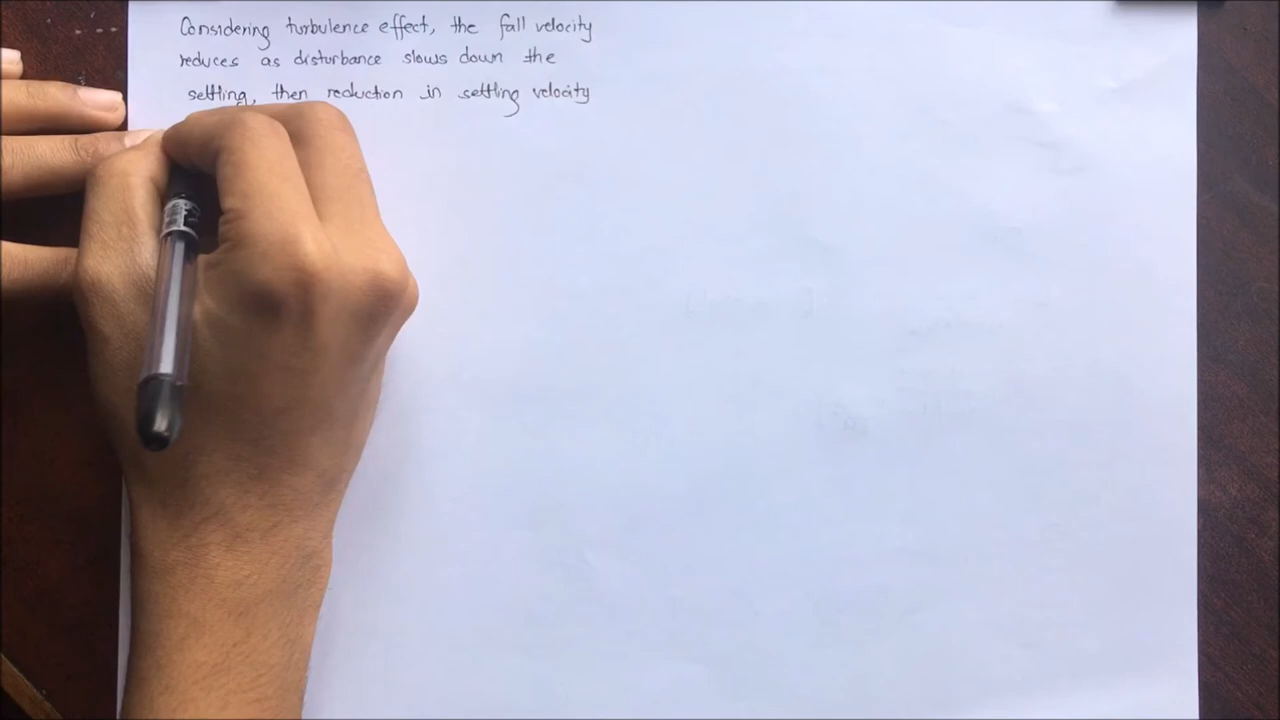 Considering turbulence effect, the fall velocity
reduces as disturbance slows down the
settling, then reduction in settling velocity